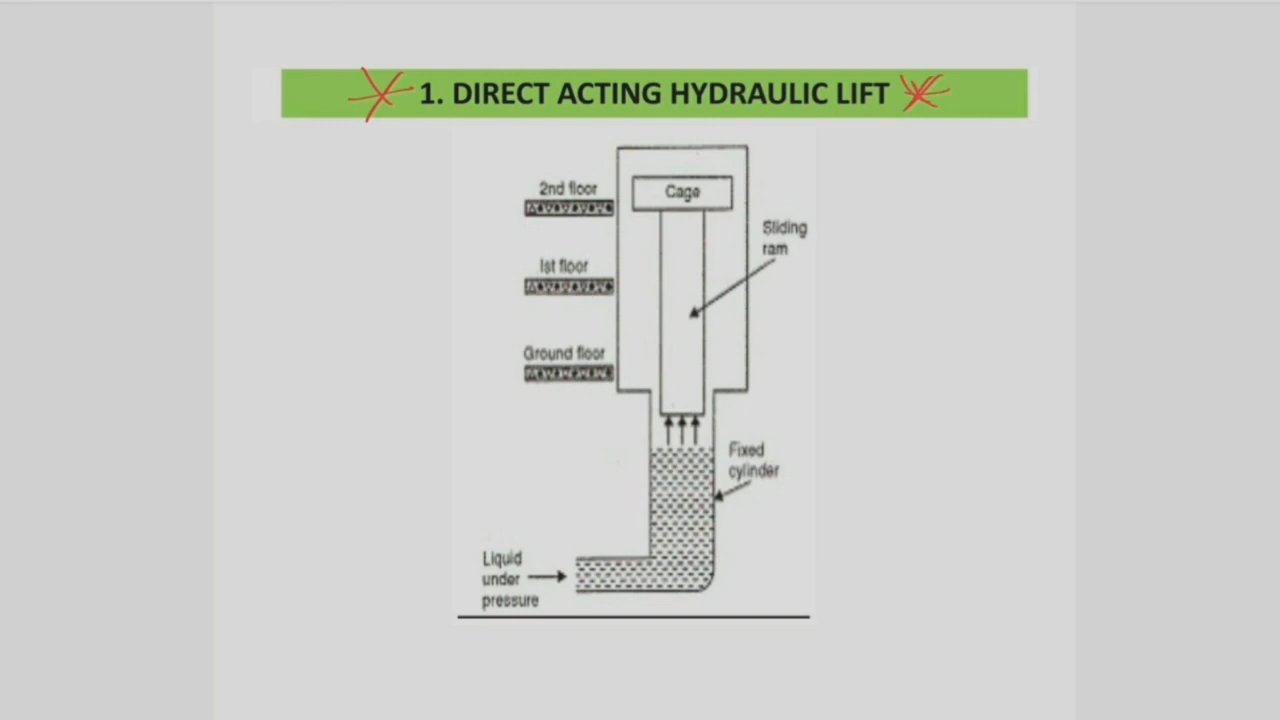 1. DIRECT ACTING HYDRAULIC LIFT
2nd floor
Cage
Sliding
ram
Ist floor
Ground floor
Fixed
cylinder
Liquid
under
pressure